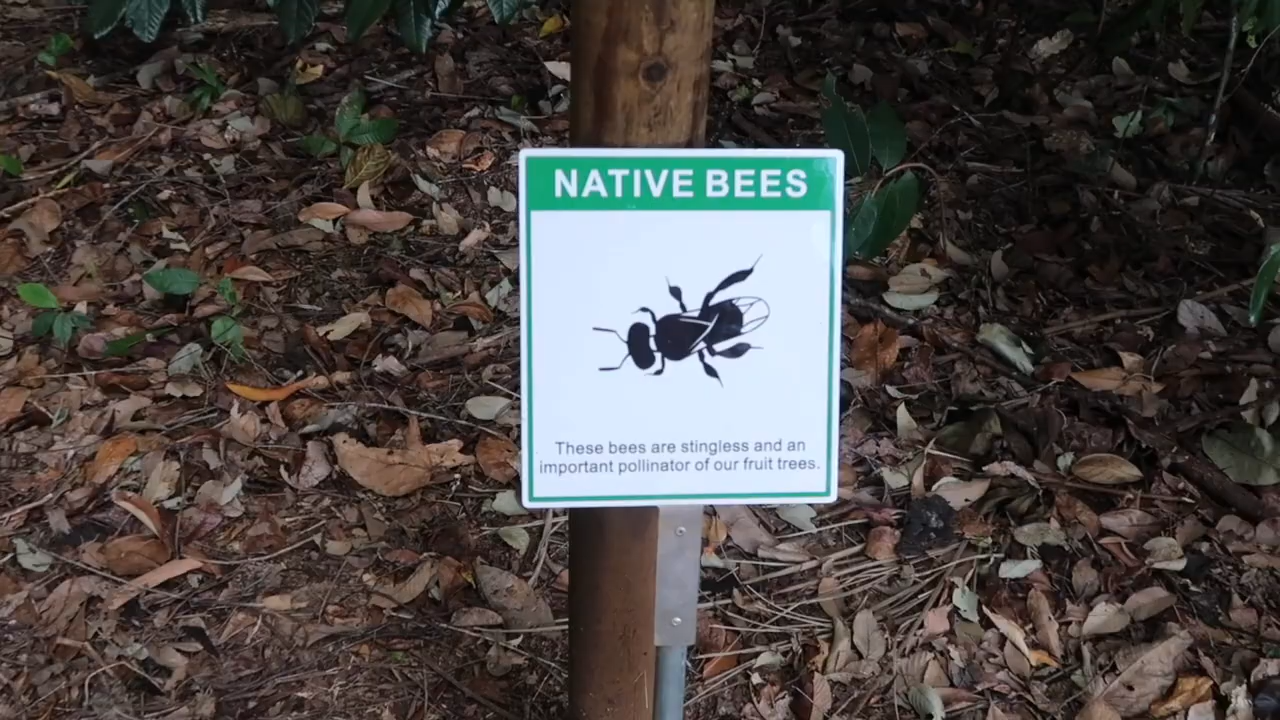 NATIVE BEES
These bees are stingless and an
important pollinator of our fruit trees.